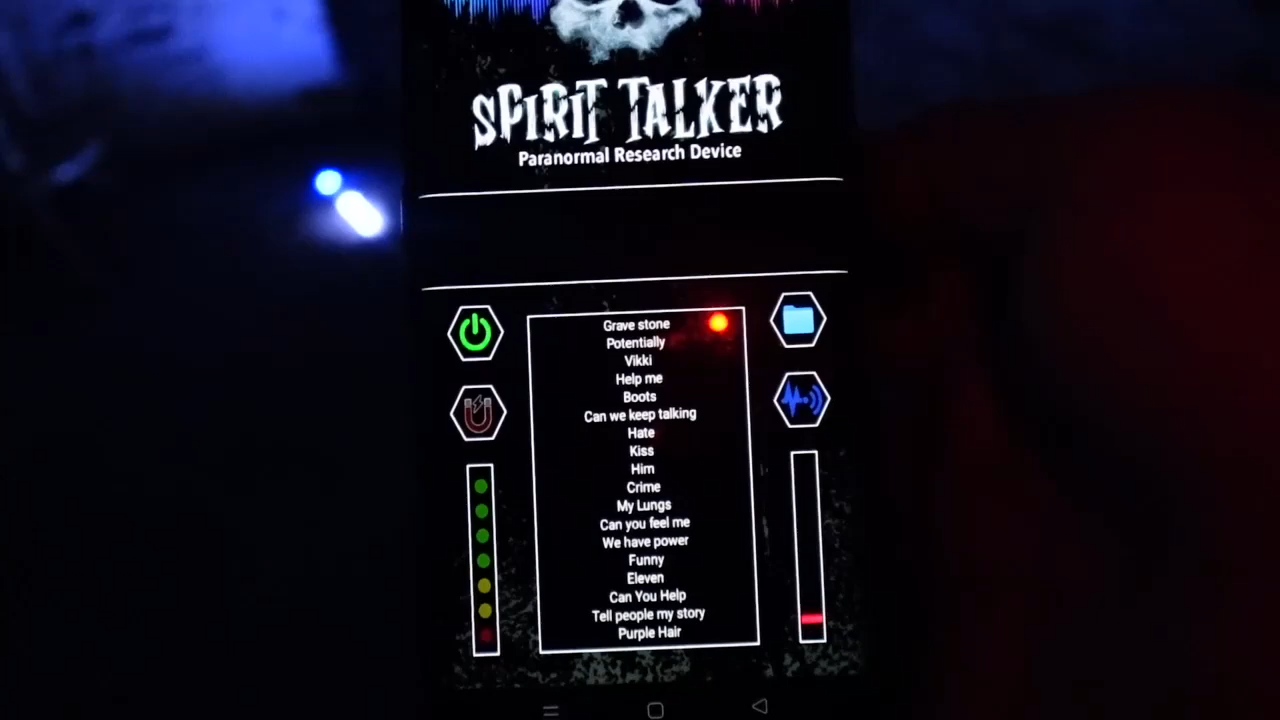 SPIRIT TALKER
Paranormal Research Device
Grave stone
Potentially
Vikki
Help me
Boots
Can we keep talking
Hate
Kiss
Him
Crime
My Lungs
Can you feel me
We have power
Funny
Eleven
Can You Help
Tell people my story
Purple Hair